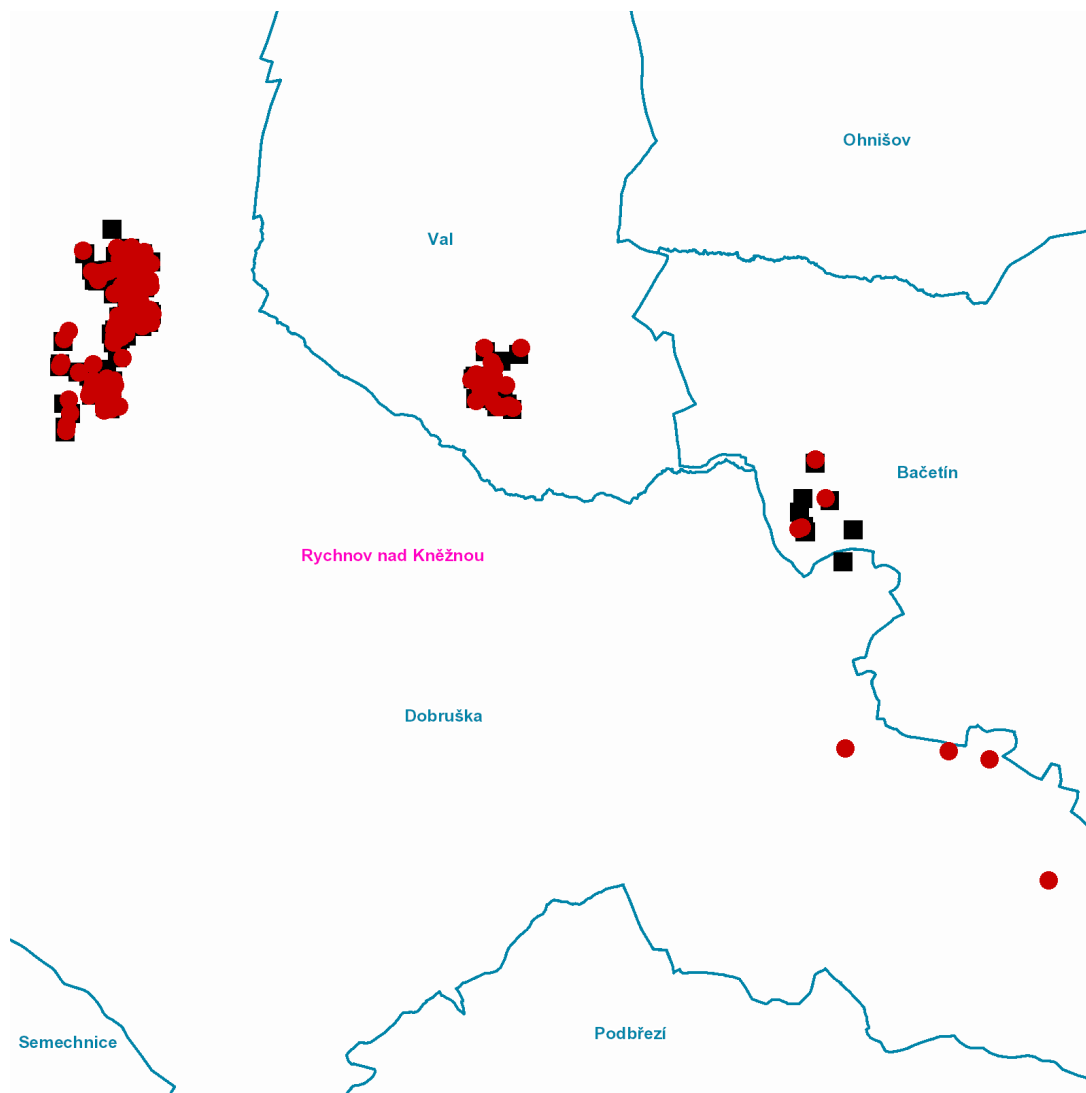 Ohnišov
Val
Bačetín
Rychnov nad Kněžnou
Dobruška
Podbřezí
Semechnice